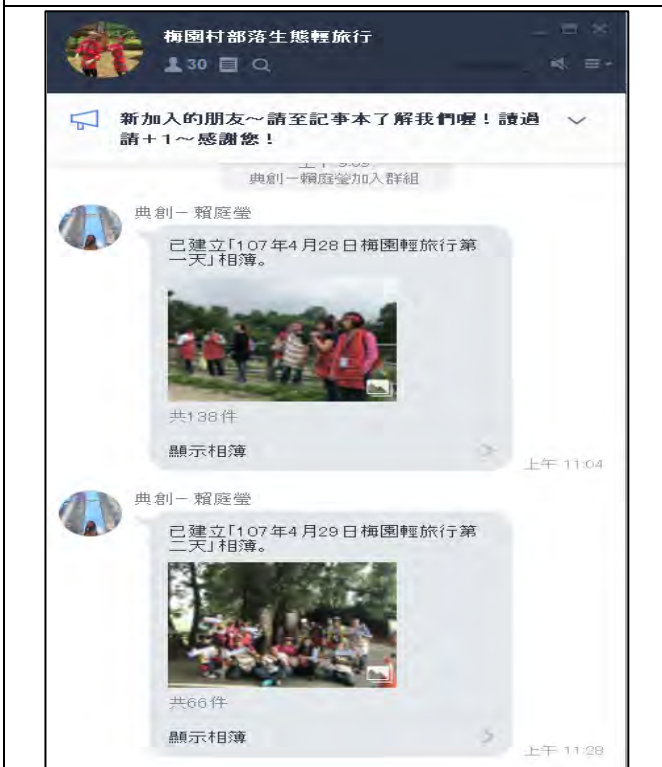 梅園村部落生態輕旅行
30
新加入的朋友～請至記事本了解我們喔！讀過
請+1～感謝您！
上午 9:09
典創－賴庭瑩加入群組
典創－賴庭瑩
已建立「107年4月28日梅園輕旅行第
一天」相簿。
共138件
顯示相簿
上午 11:04
典創－賴庭瑩
已建立「107年4月29日梅園輕旅行第
二天」相簿。
共66件
顯示相簿
上午 11:28